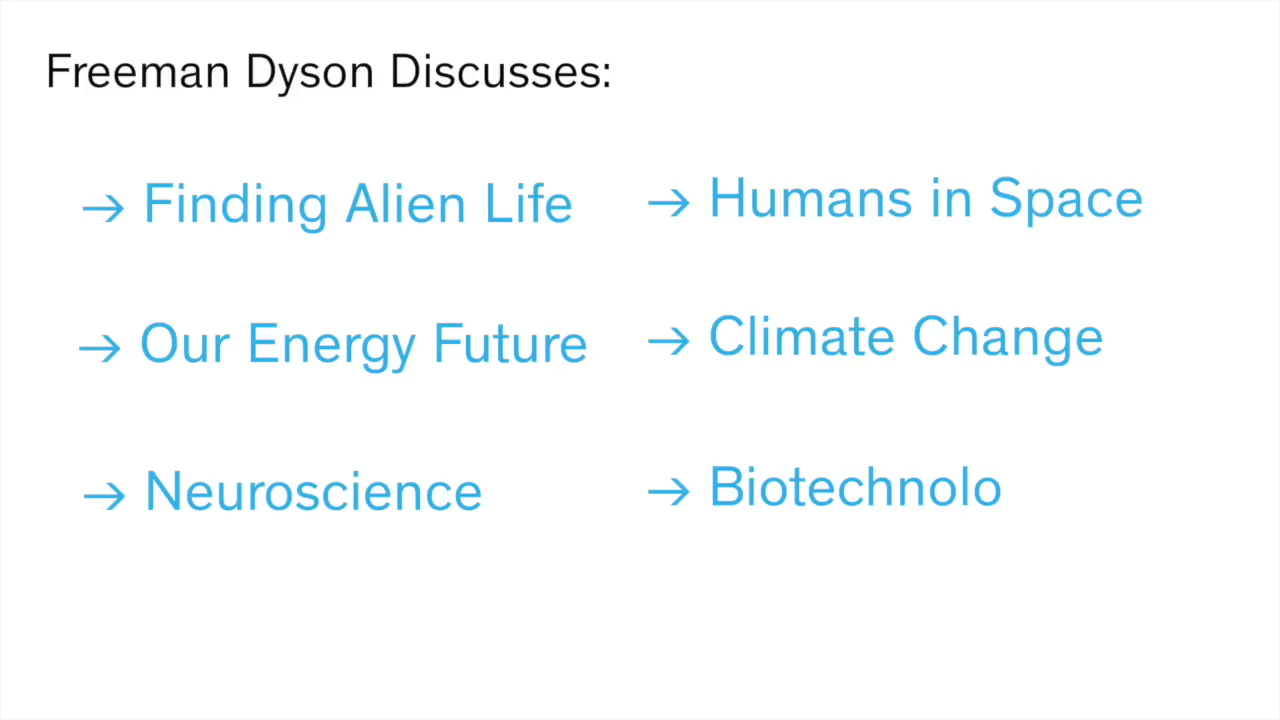 Freeman Dyson Discusses:
→ Finding Alien Life
→ Humans in Space
→ Our Energy Future
→ Climate Change
→ Neuroscience
→ Biotechnolo